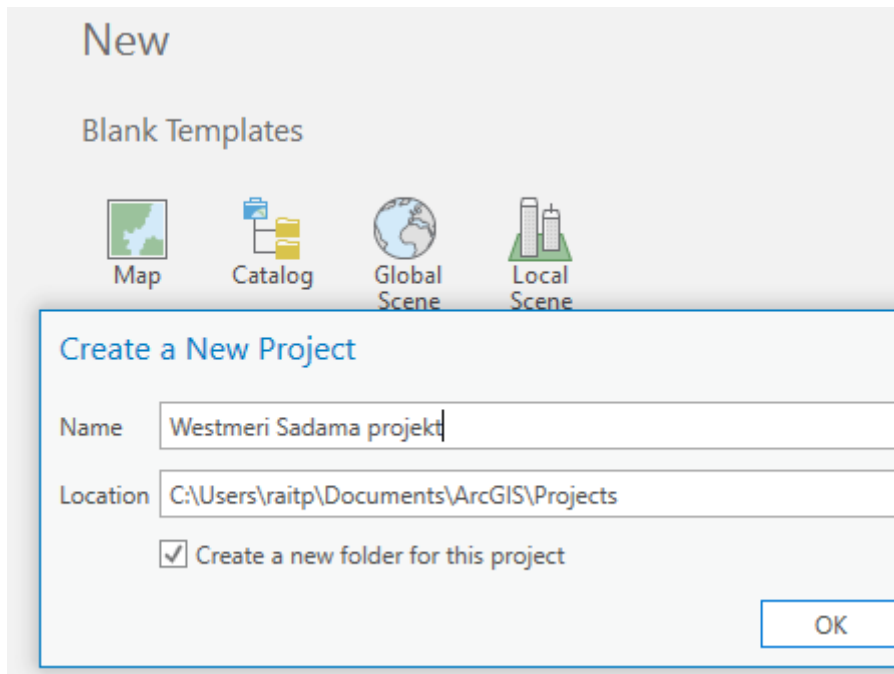 New
Blank Templates
Map
Catalog
Global
Scene
Local
Scene
Create a New Project
Name
Westmeri Sadama projekt
Location
C:\Users\raitp\Documents\ArcGIS\Projects
Create a new folder for this project
OK